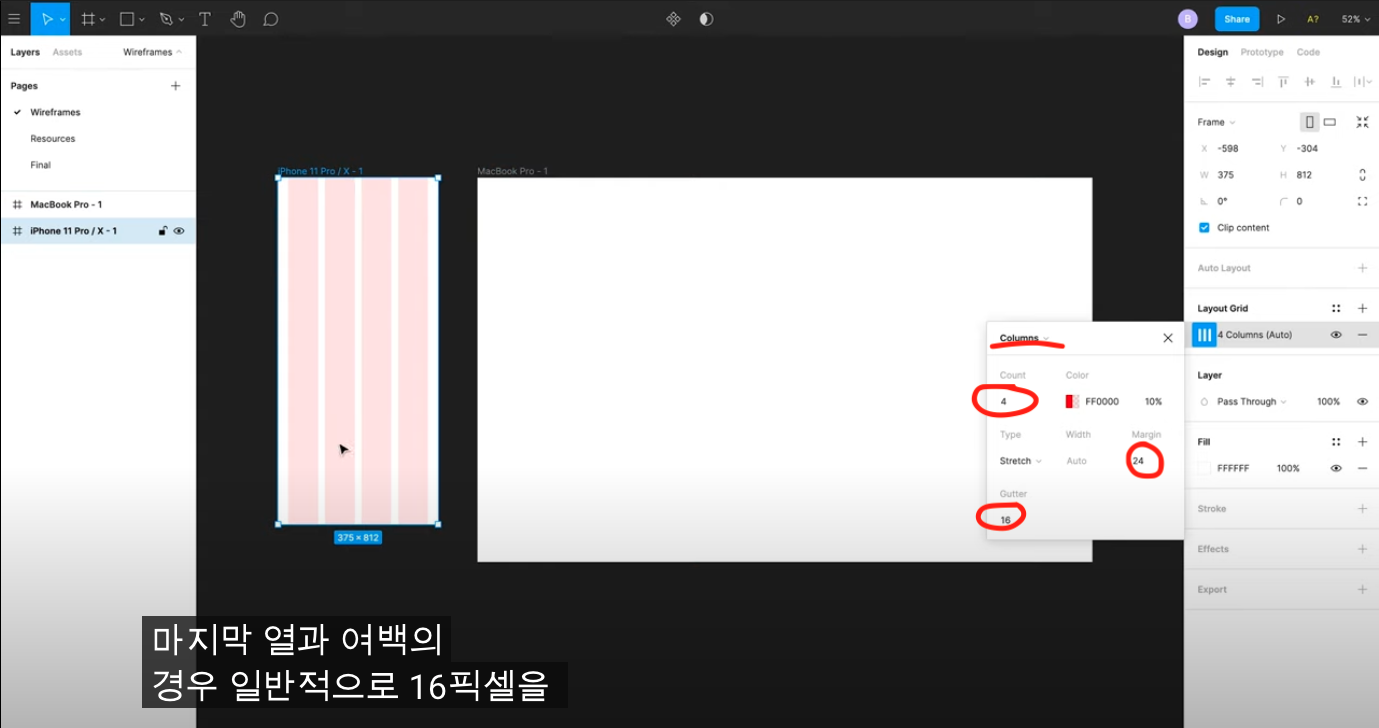 B
Share
A?
52%
Layers
Assets
Wireframes
Pages
Wireframes
Resources
Final
MacBook Pro - 1
iPhone 11 Pro / X - 1
iPhone 11 Pro / X - 1
375 × 812
MacBook Pro - 1
Columns
Count
Color
4
FF0000
10%
Type
Width
Margin
Stretch
Auto
24
Gutter
16
Design
Prototype
Code
Frame
X -598
Y -304
W 375
H 812
0°
0
Clip content
Auto Layout
Layout Grid
4 Columns (Auto)
Layer
Pass Through
100%
Fill
FFFFFF
100%
Stroke
Effects
Export
마지막 열과 여백의
경우 일반적으로 16픽셀을